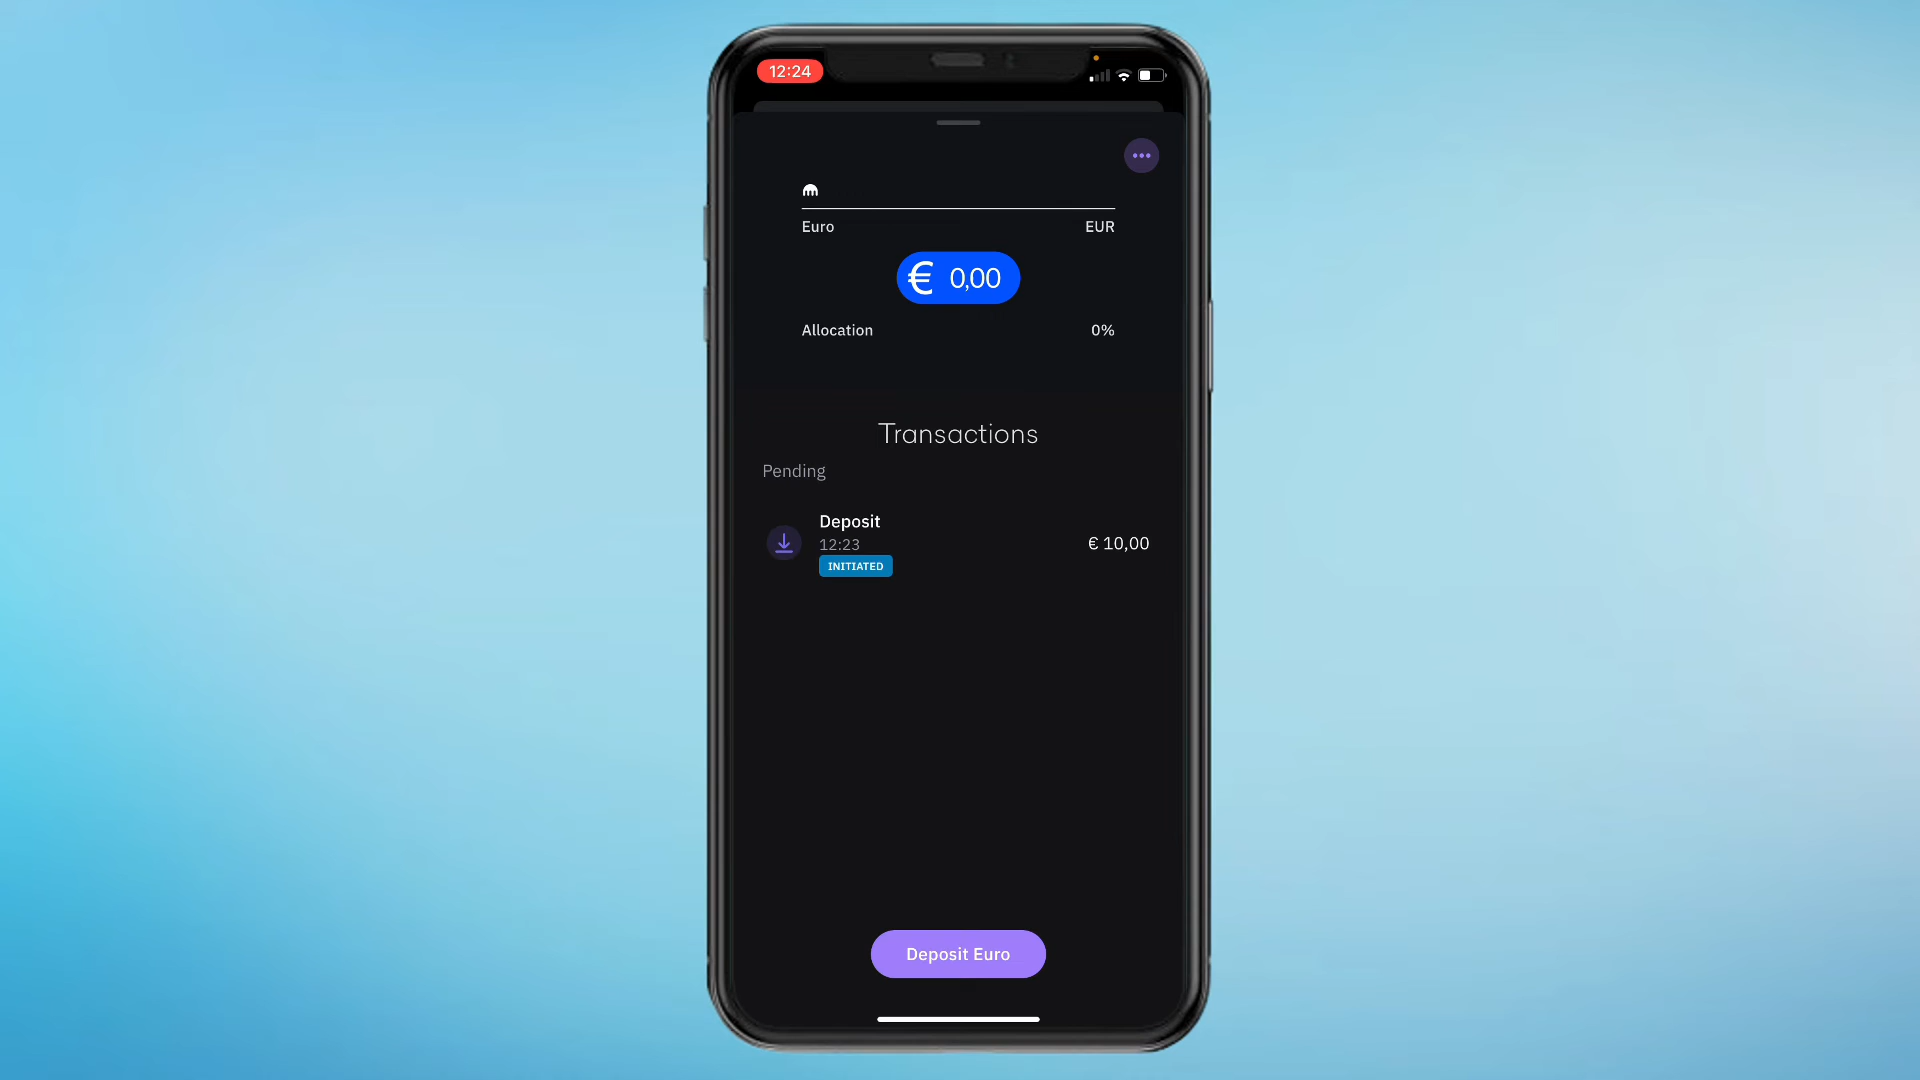 12:24
Euro EUR
€ 0,00
Allocation 0%
Transactions
Pending
Deposit
12:23
€ 10,00
INITIATED
Deposit Euro